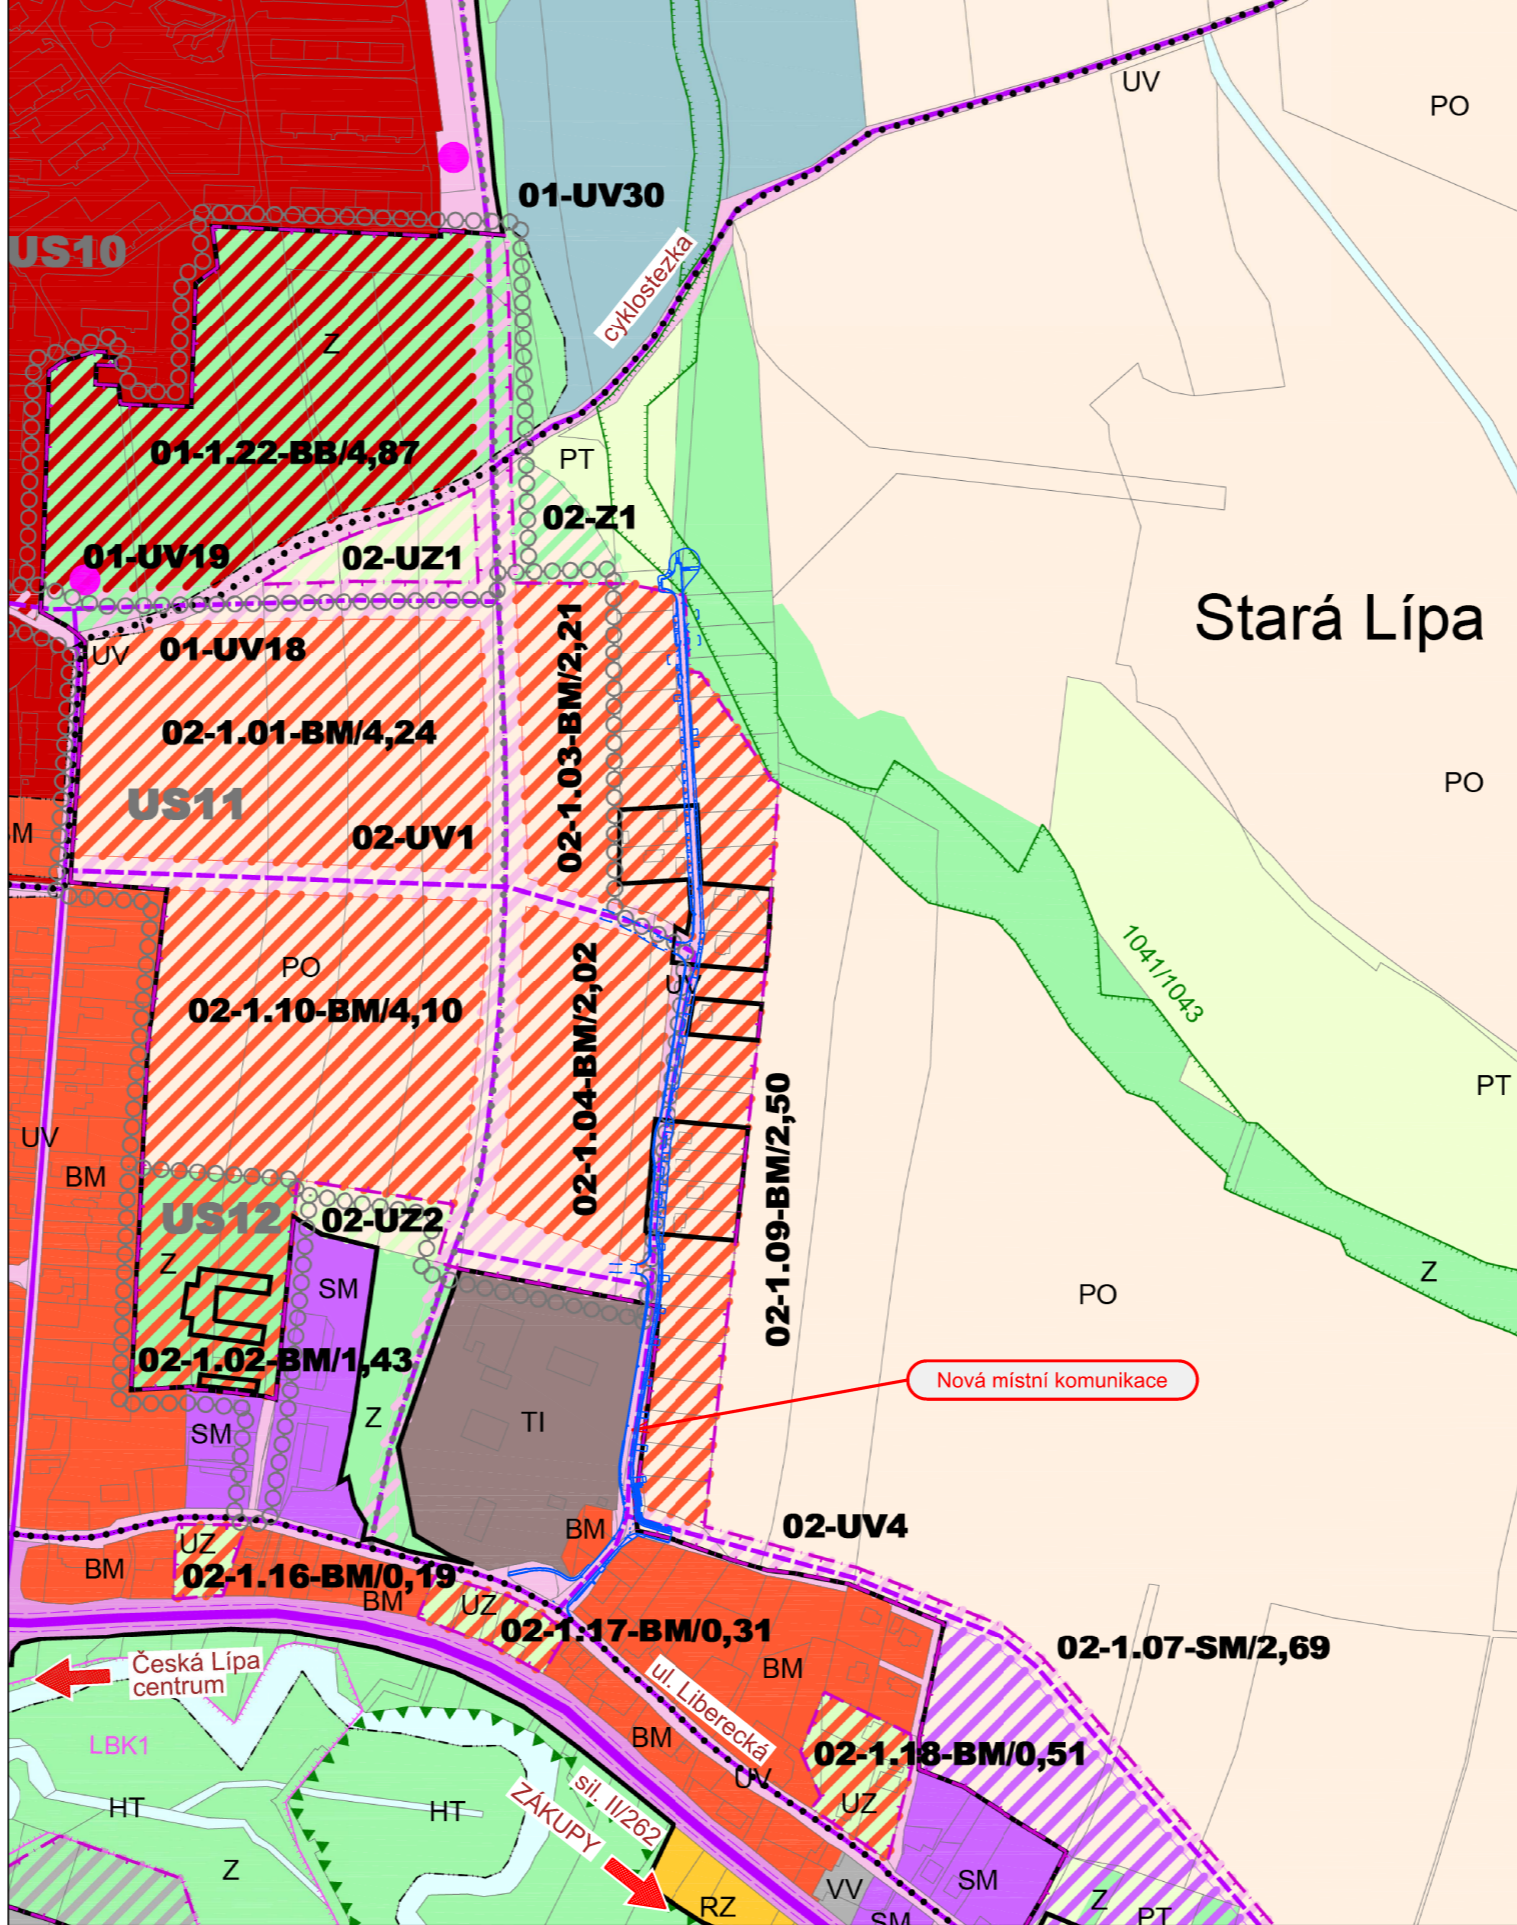 UV
PO
01-UV30
US10
cyklostezka
Z
01-1.22-BB/4,87
PT
02-Z1
01-UV19
02-UZ1
Stará Lípa
01-UV18
UV
02-1.03-BM/2,21
02-1.01-BM/4,24
PO
US11
02-UV1
PO
02-1.10-BM/4,10
02-1.04-BM/2,02
UV
1041/1043
PT
02-1.09-BM/2,50
UV
BM
US12
02-UZ2
Z
SM
PO
Z
02-1.02-BM/1,43
Nová místní komunikace
Z
TI
SM
02-UV4
BM
UZ
BM
02-1.16-BM/0,19
BM
UZ
02-1.17-BM/0,31
02-1.07-SM/2,69
Česká Lípa
centrum
BM
ul. Liberecká
BM
LBK1
02-1.18-BM/0,51
UV
sil. II/262
ZÁKUPY
HT
HT
UZ
Z
SM
VV
RZ
Z
SM
PT